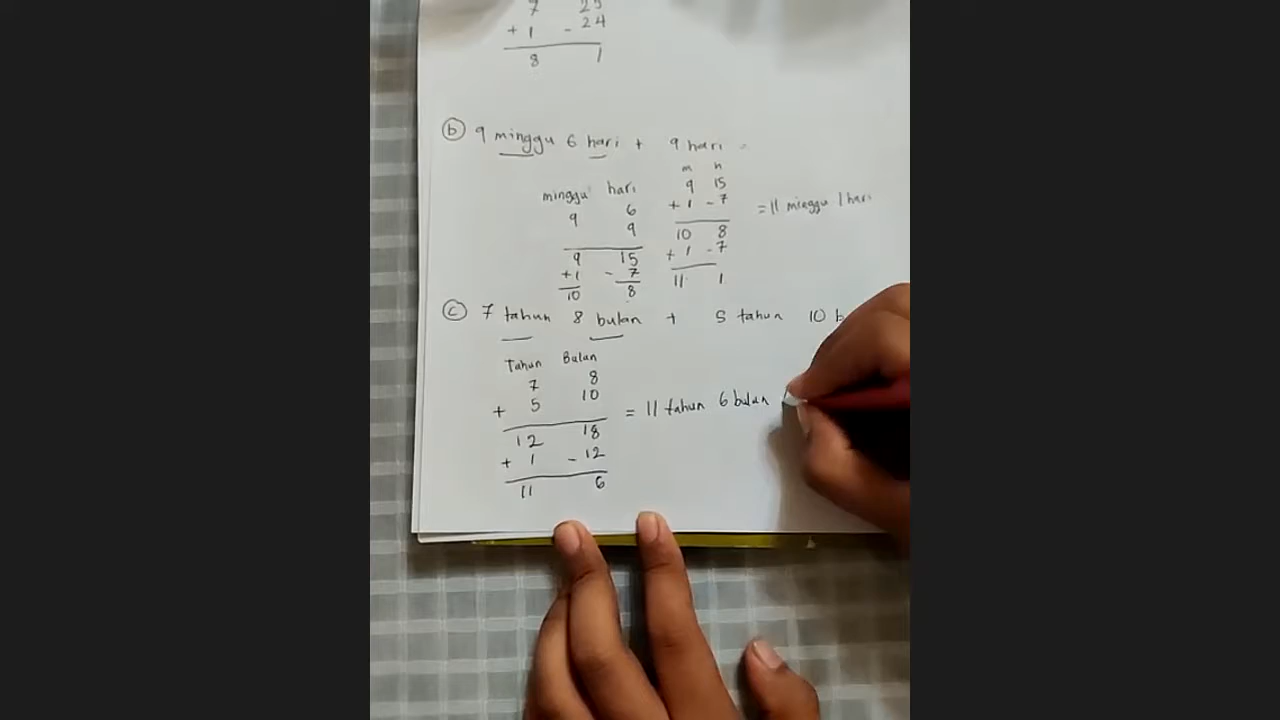 7 25
+ 1 - 24
8 1
b 9 minggu 6 hari + 9 hari =
m h
minggu hari 9 15
9 6 + 1 - 7 = 11 minggu 1 hari
9 10 8
9 15 + 1 - 7
+1 - 7 11 1
10 8
c 7 tahun 8 bulan + 5 tahun 10 b
Tahun Bulan
7 8
+ 5 10 = 11 tahun 6 bulan
12 18
+ 1 - 12
11 6